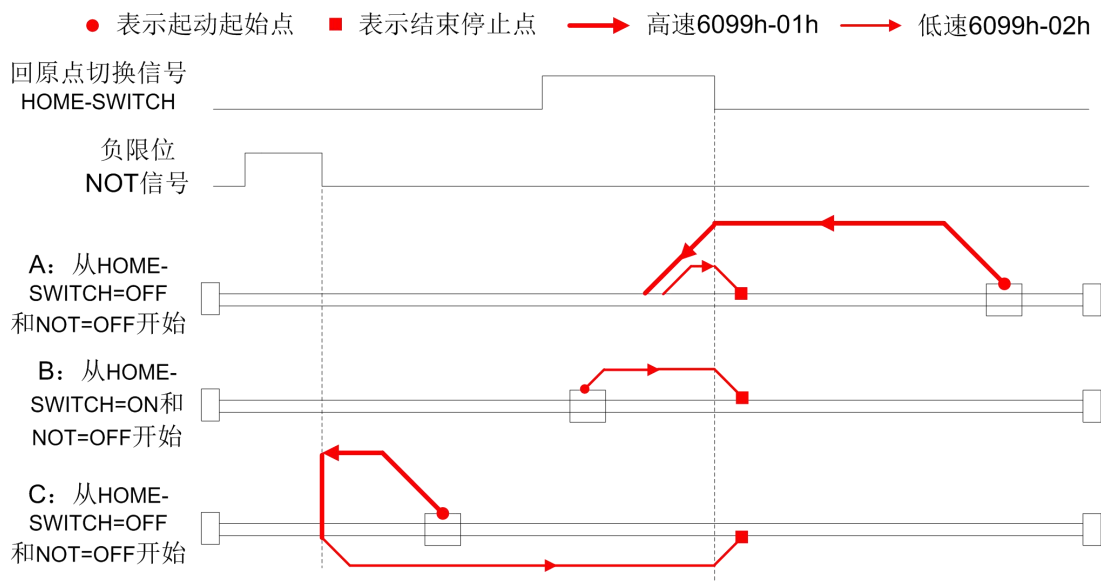 表示起动起始点 表示结束停止点 高速6099h-01h 低速6099h-02h
回原点切换信号
HOME-SWITCH
负限位
NOT信号
A：从HOME-
SWITCH=OFF
和NOT=OFF开始
B：从HOME-
SWITCH=ON和
NOT=OFF开始
C：从HOME-
SWITCH=OFF
和NOT=OFF开始